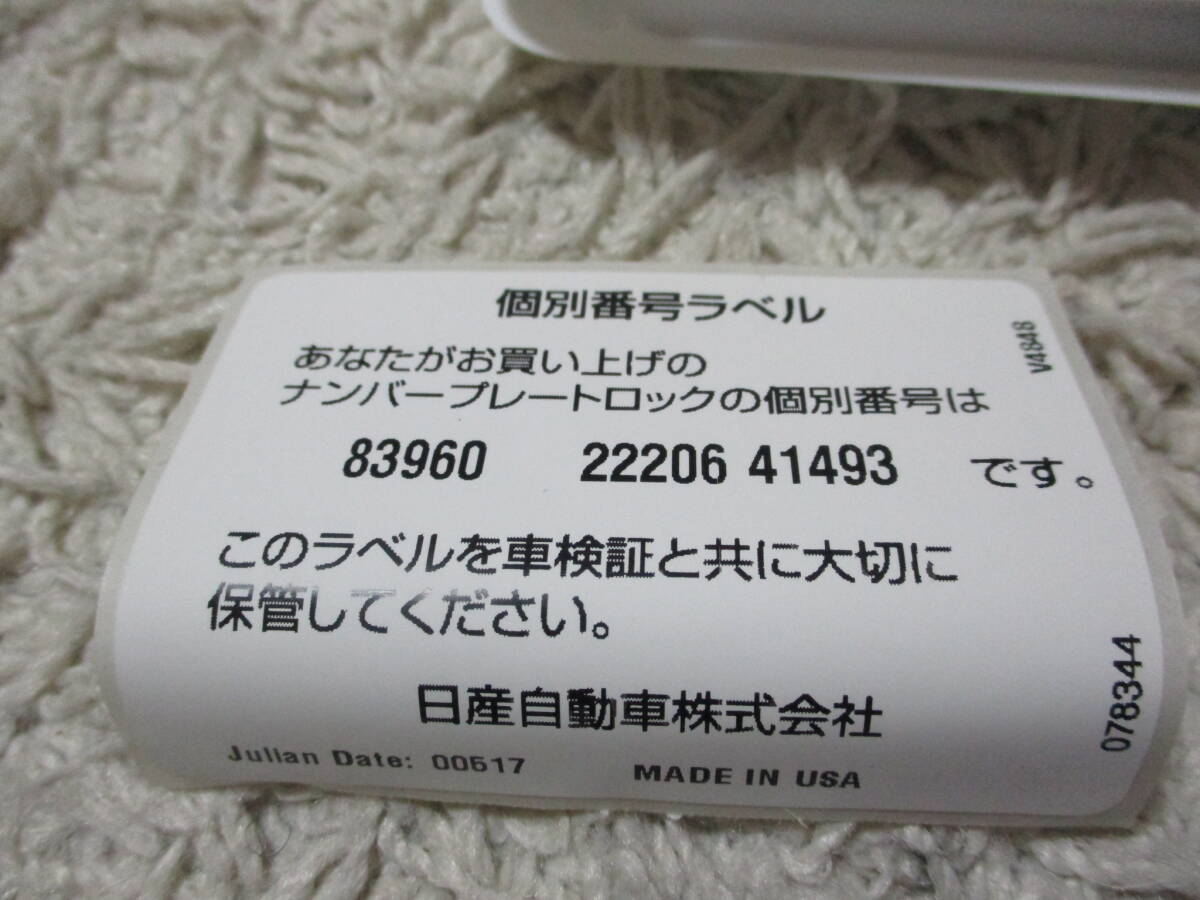 個別番号ラベル
V4848
あなたがお買い上げの
ナンバープレートロックの個別番号は
83960 22206 41493 です。
このラベルを車検証と共に大切に
保管してください。
日産自動車株式会社
078344
Julian Date: 00517
MADE IN USA